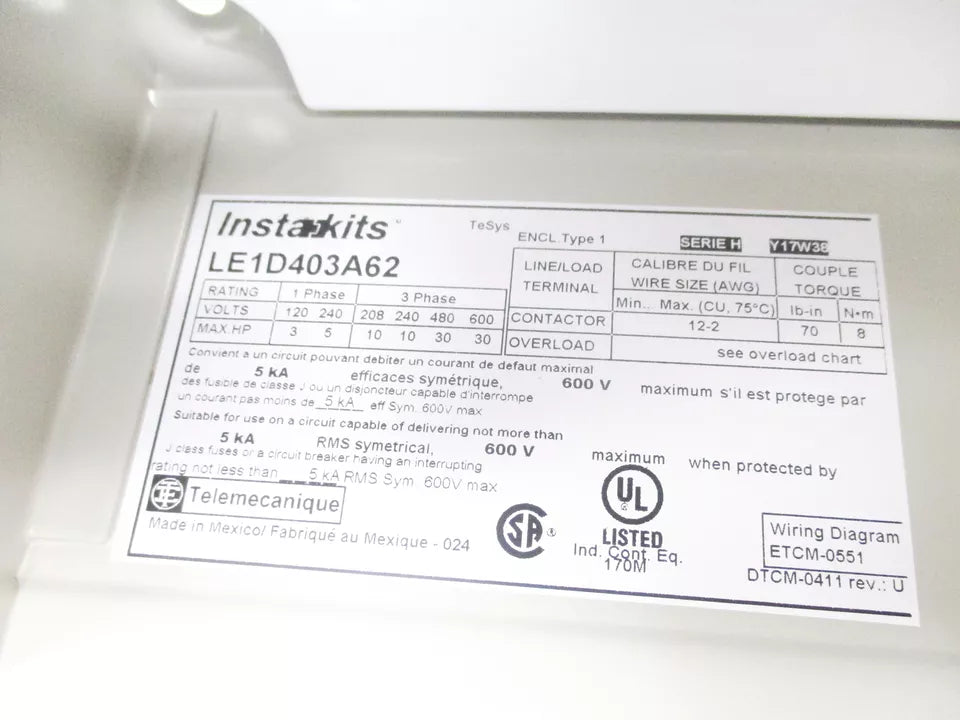 Instakits™ TeSys ENCL.Type 1 SERIE H Y17W38
LE1D403A62
RATING 1 Phase 3 Phase
VOLTS 120 240 208 240 480 600
MAX.HP 3 5 10 10 30 30
LINE/LOAD TERMINAL CALIBRE DU FIL WIRE SIZE (AWG) COUPLE TORQUE
Min... Max. (CU, 75°C) lb-in N•m
CONTACTOR 12-2 70 8
OVERLOAD see overload chart
Convient a un circuit pouvant debiter un courant de defaut maximal
de 5 kA efficaces symétrique, 600 V maximum s'il est protege par
des fusible de classe J ou un disjoncteur capable d'interrompe
un courant pas moins de 5 kA eff Sym. 600V max
Suitable for use on a circuit capable of delivering not more than
5 kA RMS symetrical, 600 V maximum when protected by
J class fuses or a circuit breaker having an interrupting
rating not less than 5 kA RMS Sym. 600V max
Telemecanique
Made in Mexico/ Fabriqué au Mexique - 024
SA ®
UL ®
LISTED
Ind. Cont. Eq.
170M
Wiring Diagram
ETCM-0551
DTCM-0411 rev.: U